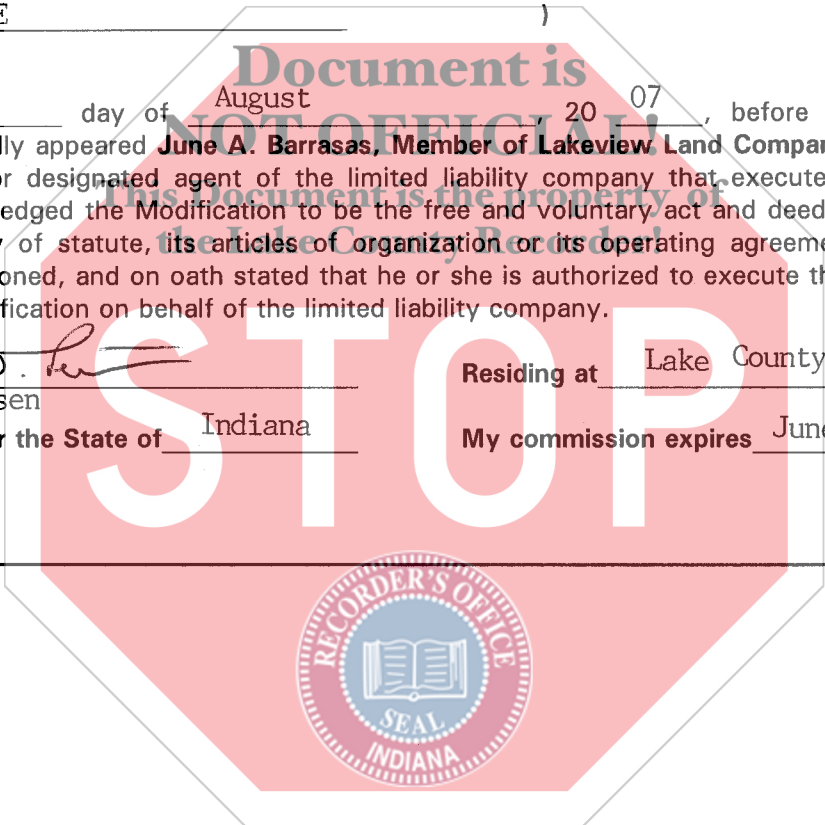 E )
Document is
day of August, 20 07, before
NOT OFFICIAL!
lly appeared June A. Barrasas, Member of Lakeview Land Compan
or designated agent of the limited liability company that execute
This Document is the property of
edged the Modification to be the free and voluntary act and deed
y of statute, its articles of organization or its operating agreeme
the Lake County Recorder!
oned, and on oath stated that he or she is authorized to execute th
fication on behalf of the limited liability company.
Residing at Lake County
sen
r the State of Indiana My commission expires June
STOP
RECORDER'S OFFICE
SEAL
INDIANA